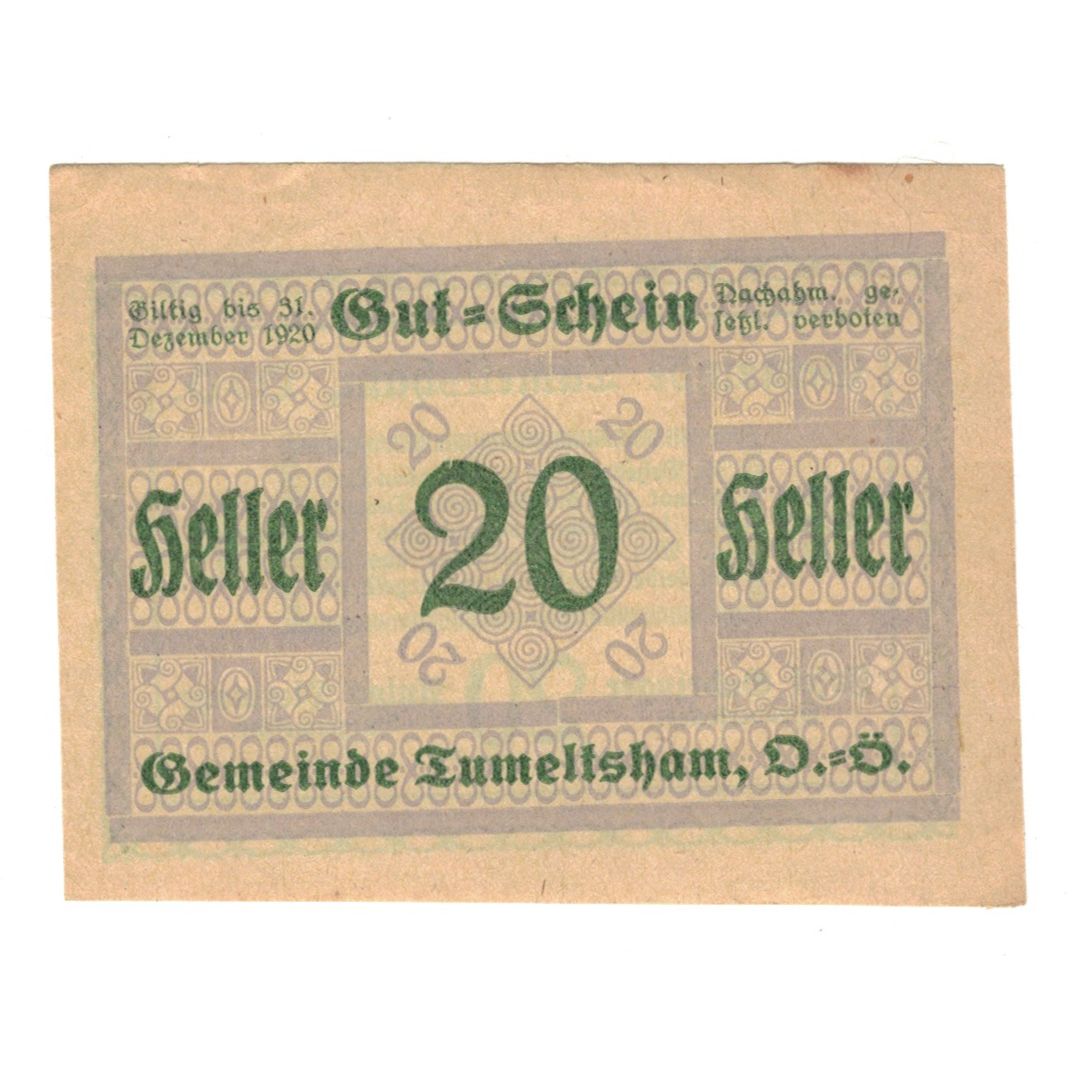 Giltig bis 31.
Dezember 1920
Gut=Schein
Nachahm. ge-
setzl. verboten
20 20
Heller 20 Heller
20 20
Gemeinde Tumeltsham, O.=Ö.